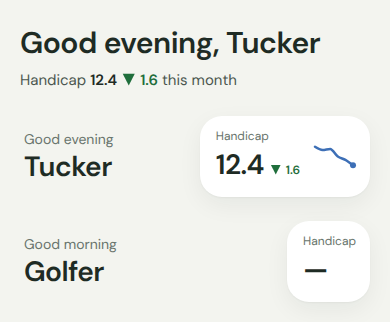 Good evening, Tucker
Handicap 12.4 ▼ 1.6 this month
Good evening
Tucker
Handicap
12.4 ▼ 1.6
Good morning
Golfer
Handicap
—